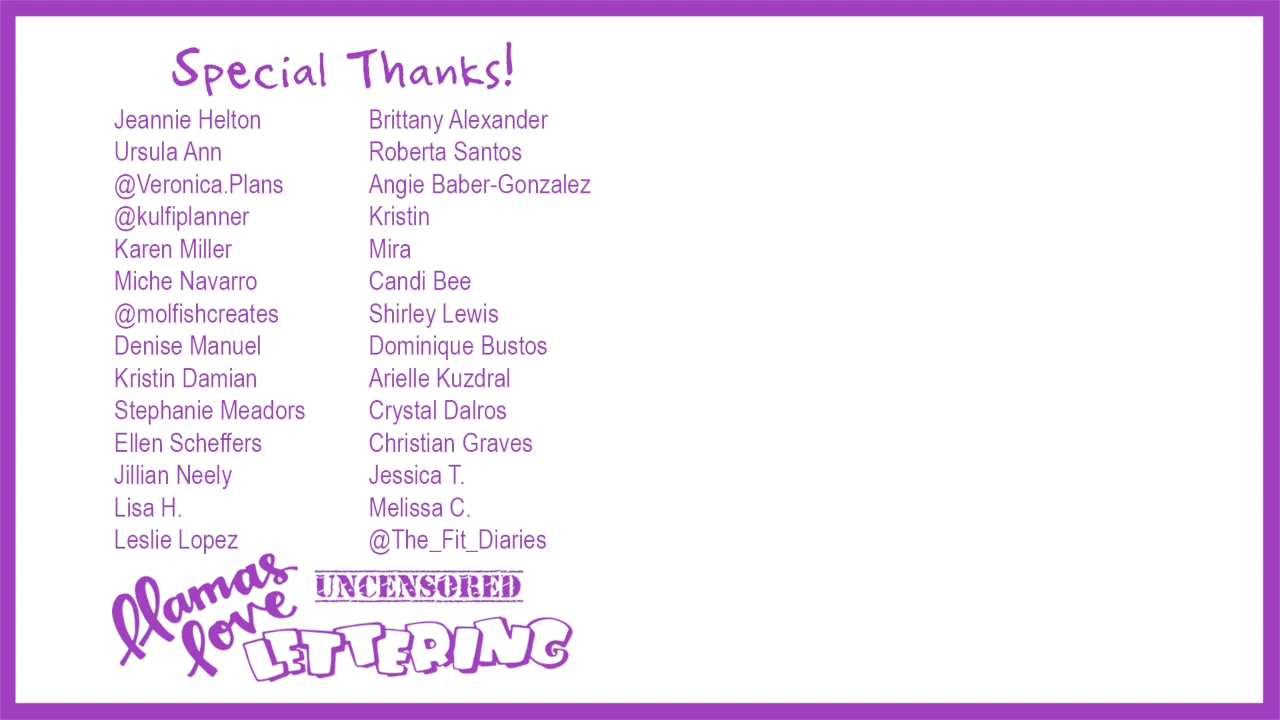 Special Thanks!
Jeannie Helton
Ursula Ann
@Veronica.Plans
@kulfiplanner
Karen Miller
Miche Navarro
@molfishcreates
Denise Manuel
Kristin Damian
Stephanie Meadors
Ellen Scheffers
Jillian Neely
Lisa H.
Leslie Lopez
Brittany Alexander
Roberta Santos
Angie Baber-Gonzalez
Kristin
Mira
Candi Bee
Shirley Lewis
Dominique Bustos
Arielle Kuzdral
Crystal Dalros
Christian Graves
Jessica T.
Melissa C.
@The_Fit_Diaries
llamas
love
UNCENSORED
LETTERING